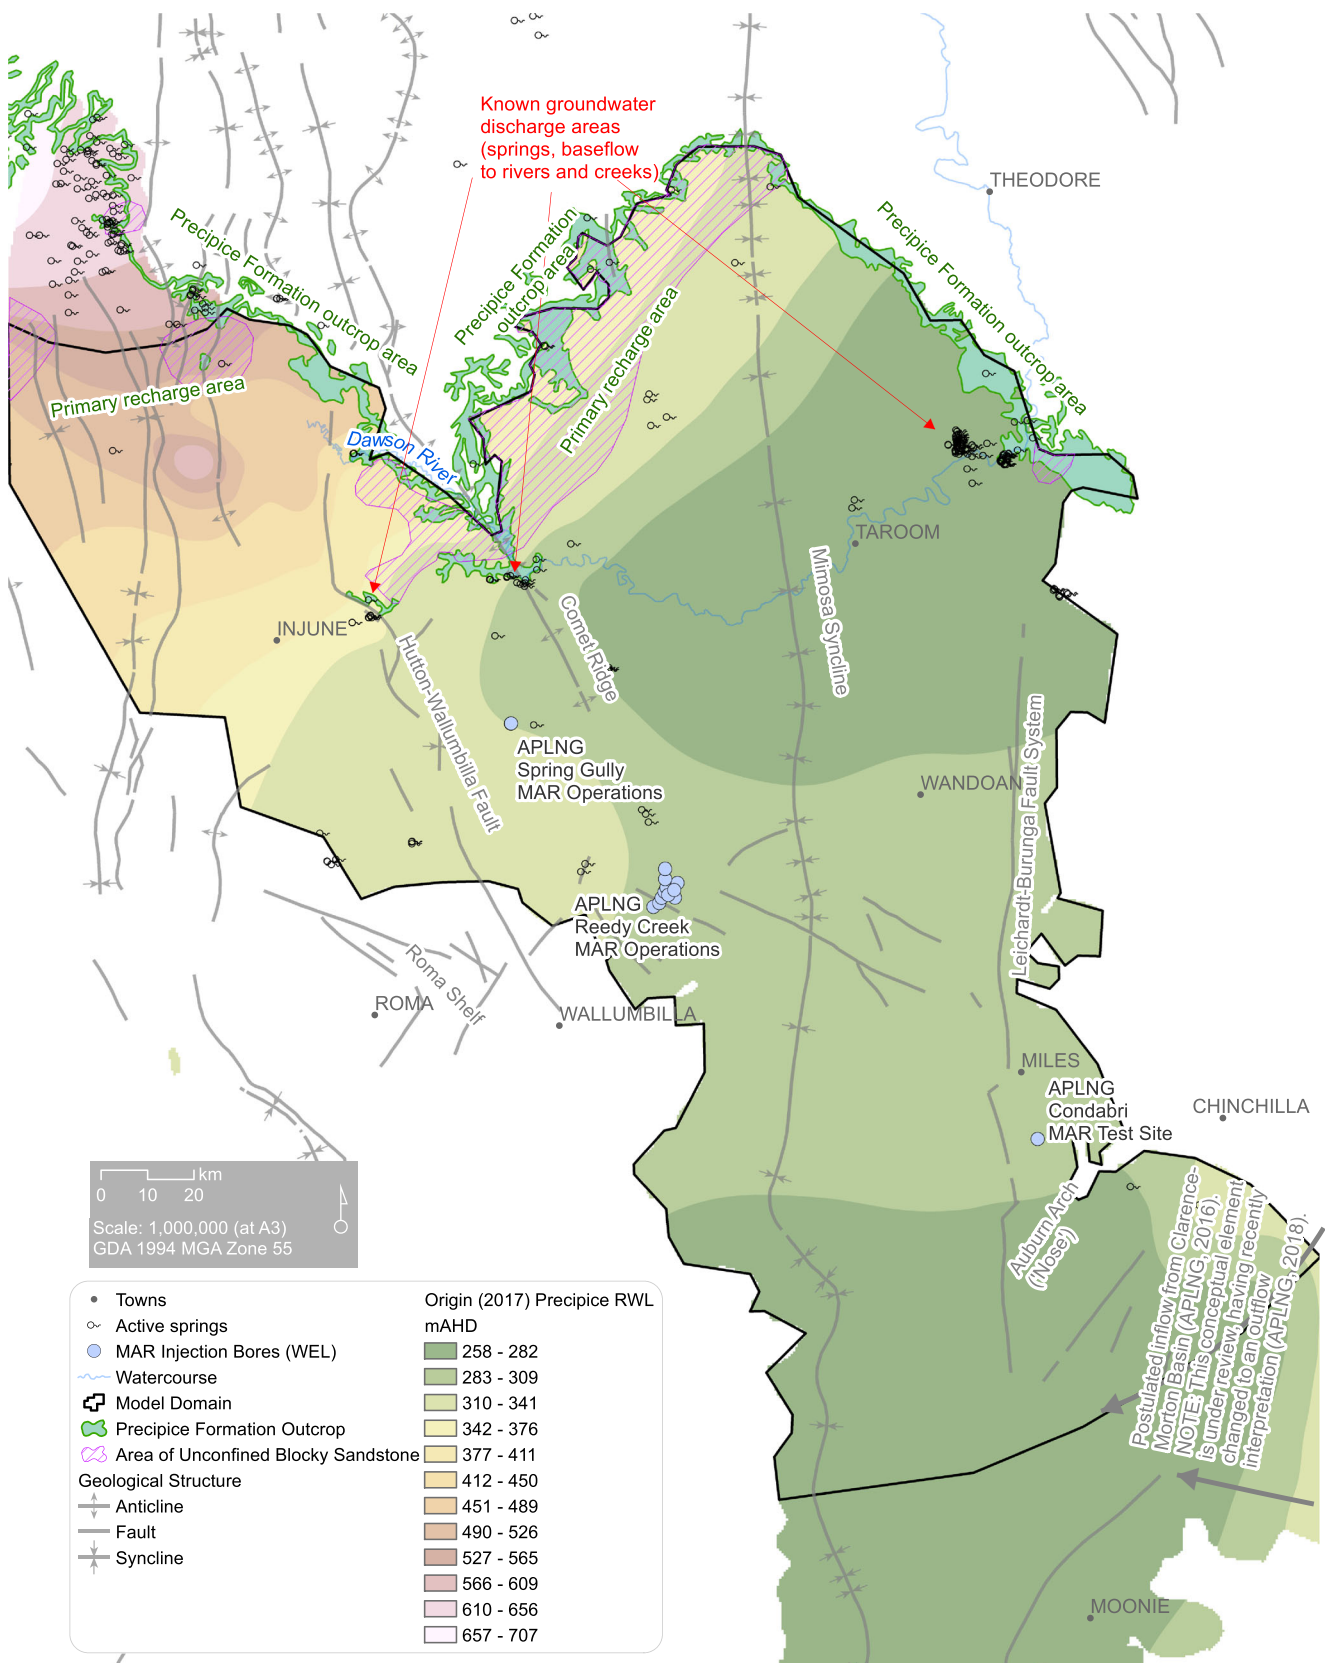 Known groundwater
discharge areas
(springs, baseflow
to rivers and creeks)
THEODORE
Precipice Formation outcrop area
Precipice Formation
outcrop area
Precipice Formation outcrop area
Primary recharge area
Primary recharge area
Dawson River
TAROOM
Mimosa Syncline
Comet Ridge
INJUNE
Hutton-Wallumbilla Fault
APLNG
Spring Gully
MAR Operations
WANDOAN
Leichardt-Burunga Fault System
APLNG
Reedy Creek
MAR Operations
Roma Shelf
ROMA
WALLUMBILLA
MILES
APLNG
Condabri
MAR Test Site
CHINCHILLA
Auburn Arch
('Nose')
Postulated inflow from Clarence-
Morton Basin (APLNG, 2016).
NOTE: This conceptual element
is under review, having recently
changed to an outflow
interpretation (APLNG, 2018).
MOONIE
km
0 10 20
Scale: 1,000,000 (at A3)
GDA 1994 MGA Zone 55
Towns
Active springs
MAR Injection Bores (WEL)
Watercourse
Model Domain
Precipice Formation Outcrop
Area of Unconfined Blocky Sandstone
Geological Structure
Anticline
Fault
Syncline
Origin (2017) Precipice RWL
mAHD
258 - 282
283 - 309
310 - 341
342 - 376
377 - 411
412 - 450
451 - 489
490 - 526
527 - 565
566 - 609
610 - 656
657 - 707